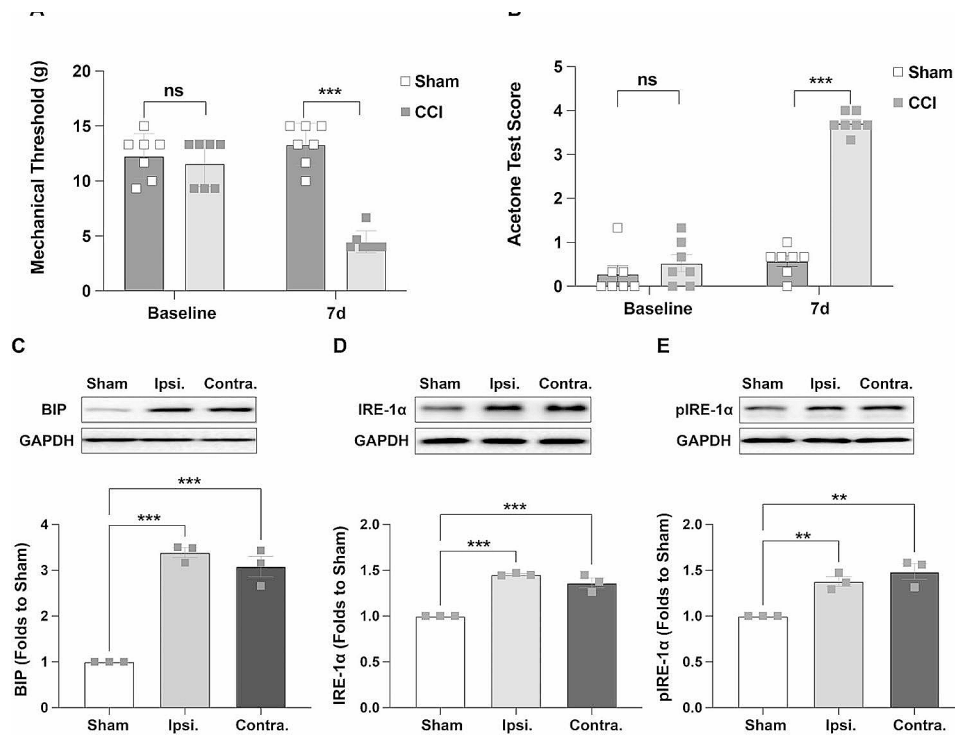 A
Mechanical Threshold (g)
20
15
10
5
0
ns
***
Sham
CCI
Baseline
7d
B
Acetone Test Score
5
4
3
2
1
0
ns
***
Sham
CCI
Baseline
7d
C
Sham Ipsi. Contra.
BIP
GAPDH
BIP (Folds to Sham)
4
3
2
1
0
***
***
Sham Ipsi. Contra.
D
Sham Ipsi. Contra.
IRE-1α
GAPDH
IRE-1α (Folds to Sham)
2.0
1.5
1.0
0.5
0.0
***
***
Sham Ipsi. Contra.
E
Sham Ipsi. Contra.
pIRE-1α
GAPDH
pIRE-1α (Folds to Sham)
2.0
1.5
1.0
0.5
0.0
**
**
Sham Ipsi. Contra.